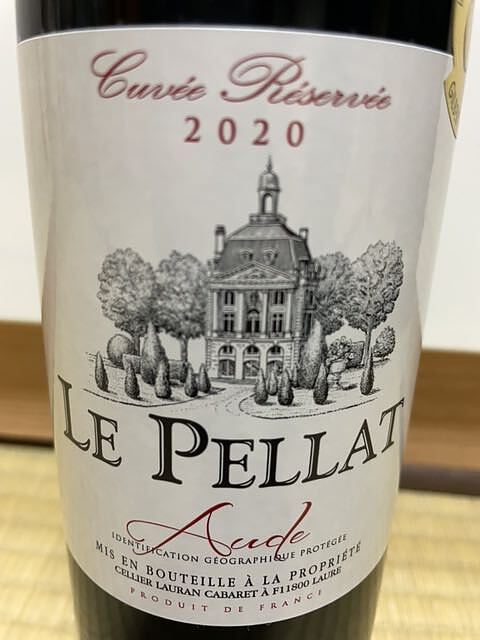 Cuvée Réservée
2020
LE PELLAT
Aude
IDENTIFICATION GÉOGRAPHIQUE PROTÉGÉE
MIS EN BOUTEILLE À LA PROPRIÉTÉ
CELLIER LAURAN CABARET À F11800 LAURE
PRODUIT DE FRANCE